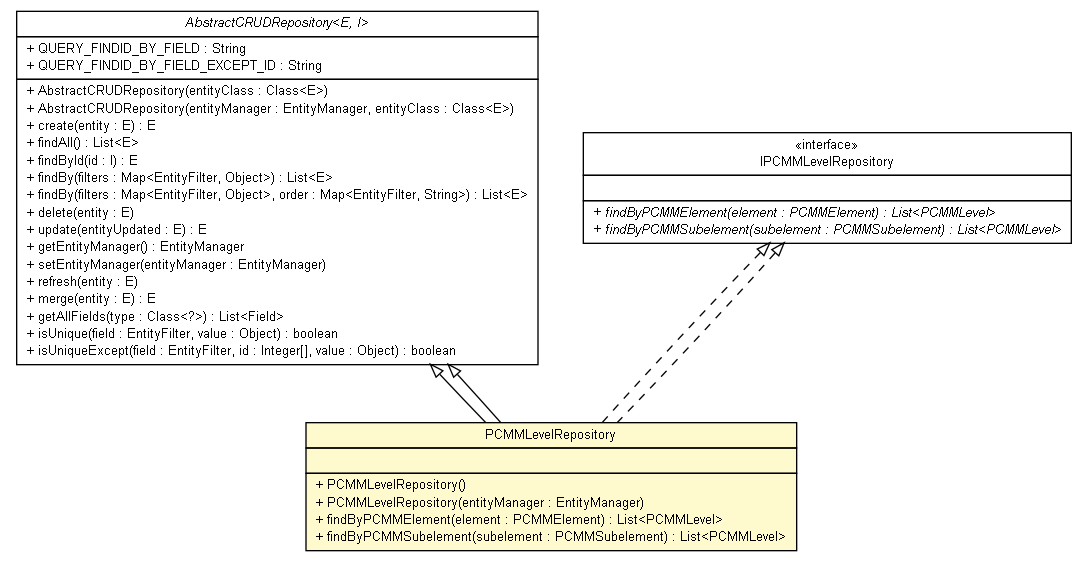 AbstractCRUDRepository<E, I>
+ QUERY_FINDID_BY_FIELD : String
+ QUERY_FINDID_BY_FIELD_EXCEPT_ID : String
+ AbstractCRUDRepository(entityClass : Class<E>)
+ AbstractCRUDRepository(entityManager : EntityManager, entityClass : Class<E>)
+ create(entity : E) : E
+ findAll() : List<E>
+ findById(id : I) : E
+ findBy(filters : Map<EntityFilter, Object>) : List<E>
+ findBy(filters : Map<EntityFilter, Object>, order : Map<EntityFilter, String>) : List<E>
+ delete(entity : E)
+ update(entityUpdated : E) : E
+ getEntityManager() : EntityManager
+ setEntityManager(entityManager : EntityManager)
+ refresh(entity : E)
+ merge(entity : E) : E
+ getAllFields(type : Class<?>) : List<Field>
+ isUnique(field : EntityFilter, value : Object) : boolean
+ isUniqueExcept(field : EntityFilter, id : Integer[], value : Object) : boolean
«interface»
IPCMMLevelRepository
+ findByPCMMElement(element : PCMMElement) : List<PCMMLevel>
+ findByPCMMSubelement(subelement : PCMMSubelement) : List<PCMMLevel>
PCMMLevelRepository
+ PCMMLevelRepository()
+ PCMMLevelRepository(entityManager : EntityManager)
+ findByPCMMElement(element : PCMMElement) : List<PCMMLevel>
+ findByPCMMSubelement(subelement : PCMMSubelement) : List<PCMMLevel>